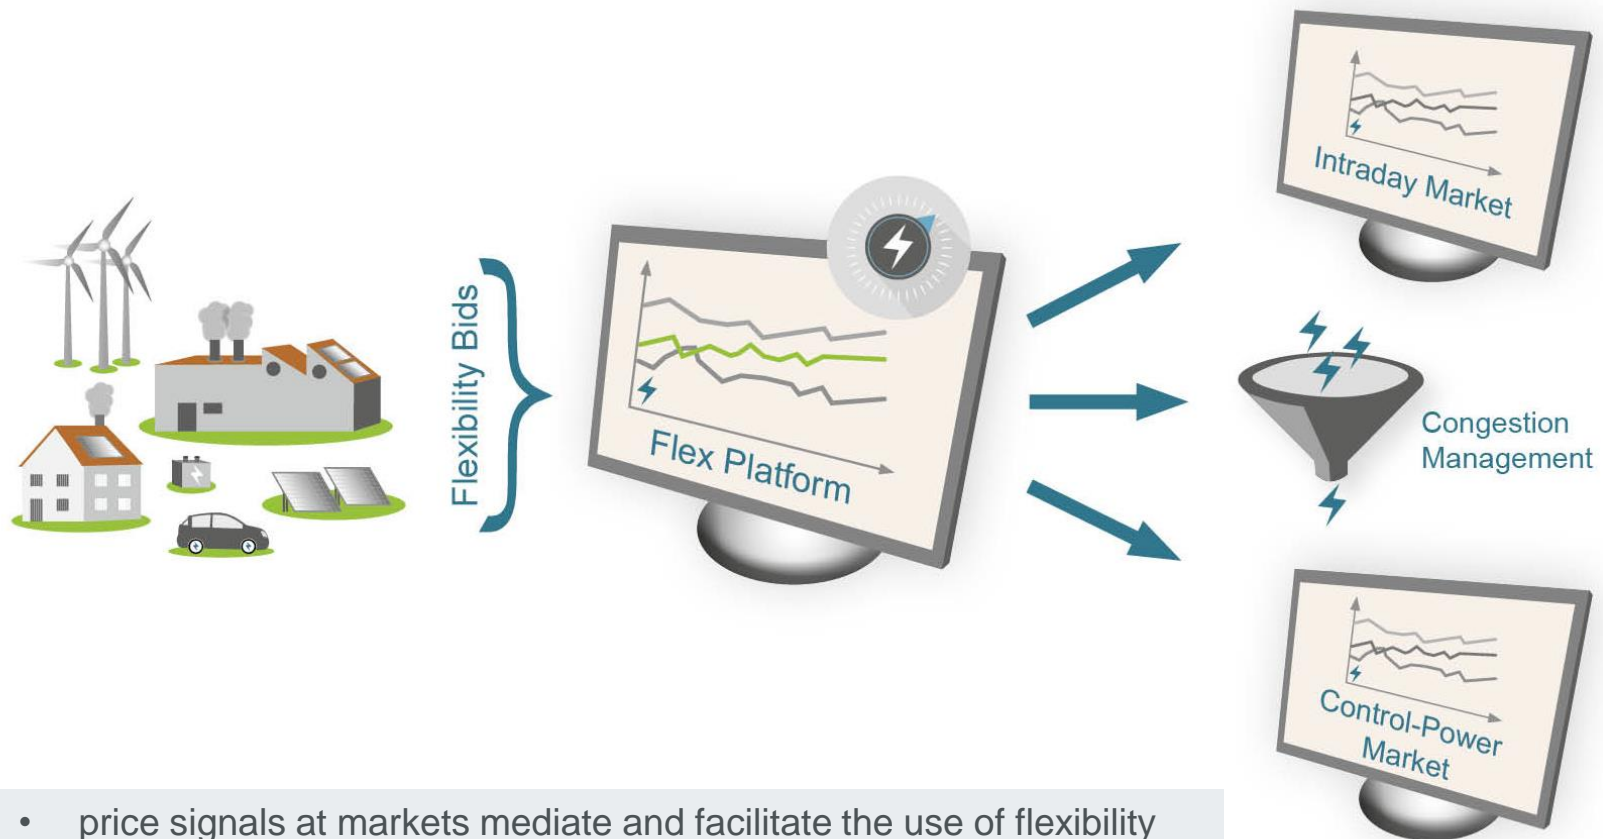 Flexibility Bids
Flex Platform
Intraday Market
Congestion
Management
Control-Power
Market
• price signals at markets mediate and facilitate the use of flexibility